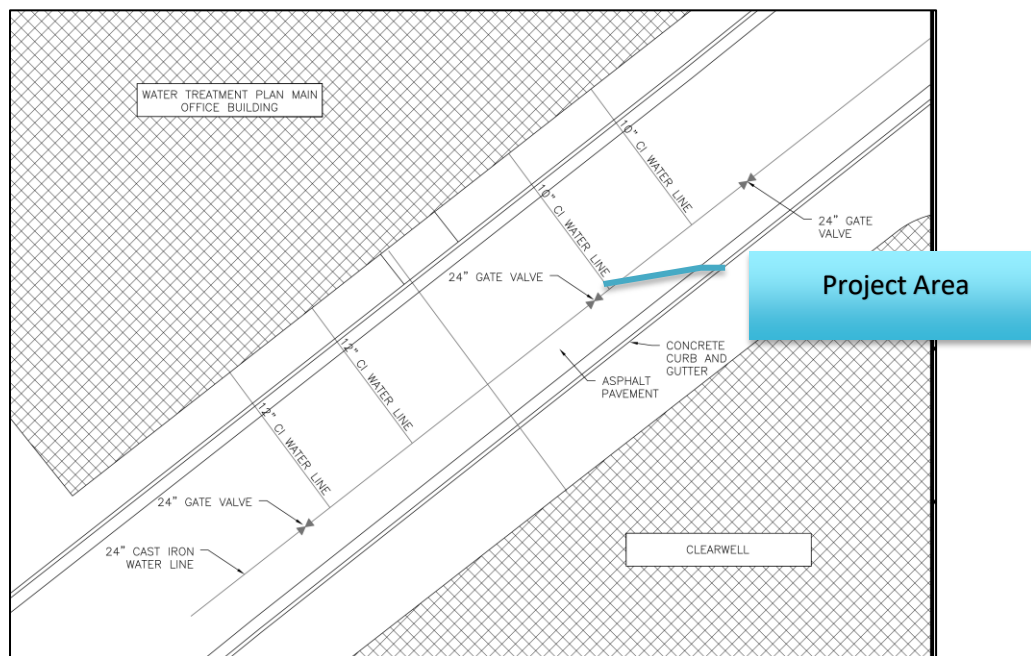 WATER TREATMENT PLAN MAIN
OFFICE BUILDING
10" CI WATER LINE
10" CI WATER LINE
24" GATE
VALVE
24" GATE VALVE
Project Area
12" CI WATER LINE
CONCRETE
CURB AND
GUTTER
ASPHALT
PAVEMENT
12" CI WATER LINE
24" GATE VALVE
24" CAST IRON
WATER LINE
CLEARWELL